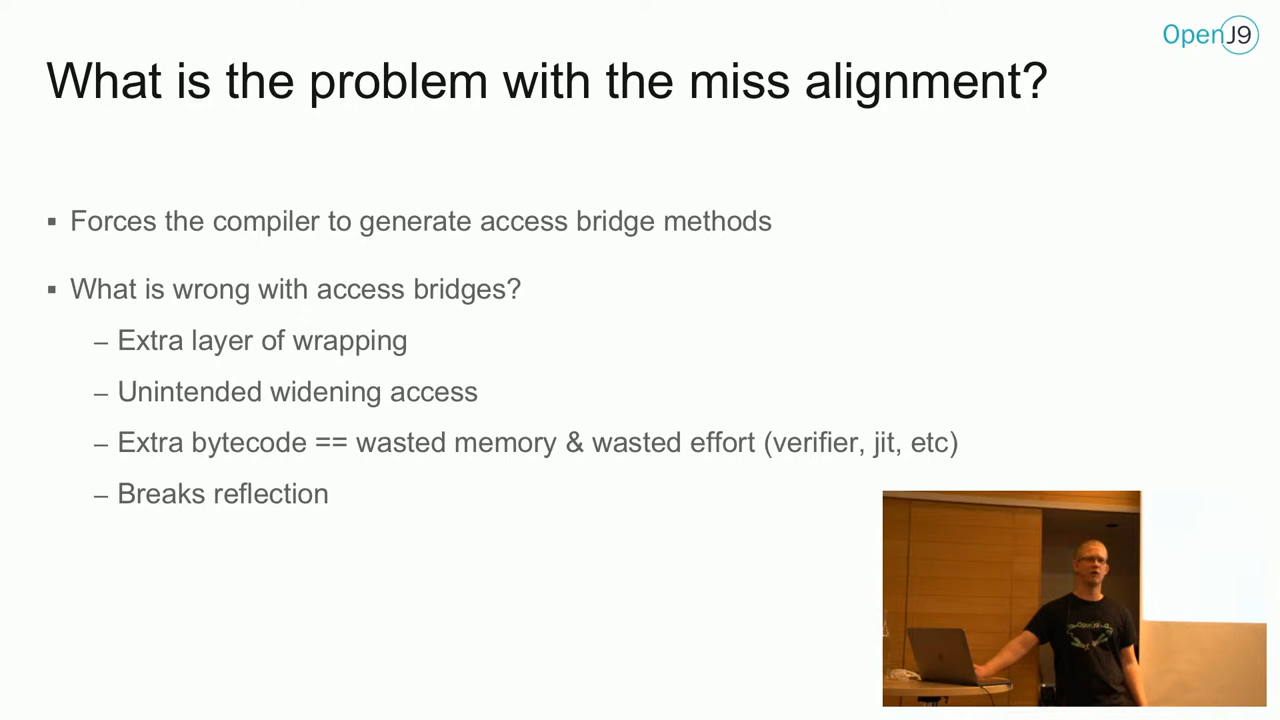 OpenJ9
What is the problem with the miss alignment?
▪ Forces the compiler to generate access bridge methods
▪ What is wrong with access bridges?
– Extra layer of wrapping
– Unintended widening access
– Extra bytecode == wasted memory & wasted effort (verifier, jit, etc)
– Breaks reflection